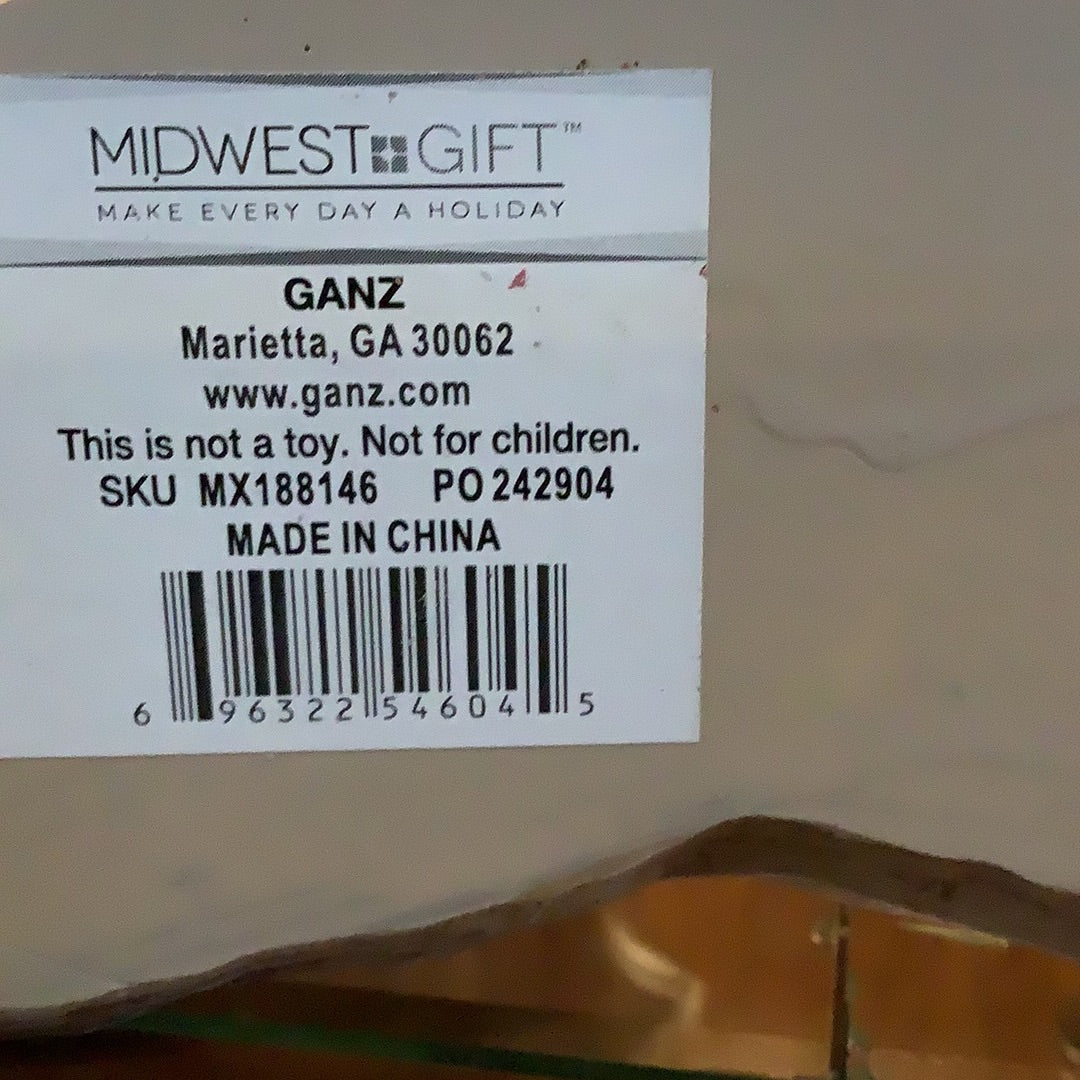 MIDWEST GIFT™
MAKE EVERY DAY A HOLIDAY
GANZ
Marietta, GA 30062
www.ganz.com
This is not a toy. Not for children.
SKU MX188146 PO 242904
MADE IN CHINA
6 96322 54604 5